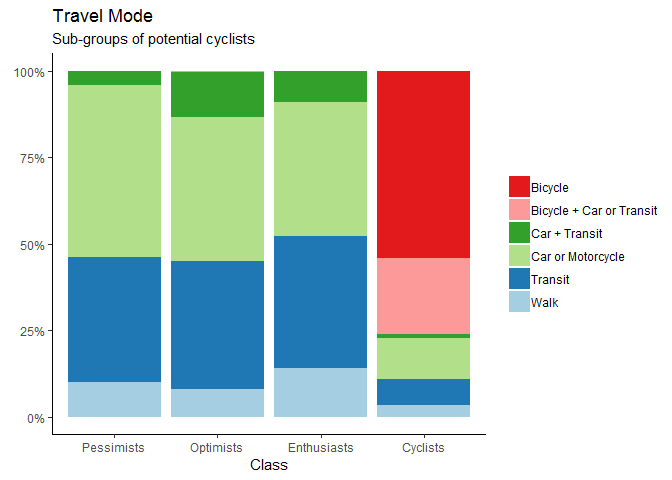 Travel Mode
Sub-groups of potential cyclists
100%
75%
50%
25%
0%
Pessimists
Optimists
Enthusiasts
Cyclists
Class
Bicycle
Bicycle + Car or Transit
Car + Transit
Car or Motorcycle
Transit
Walk